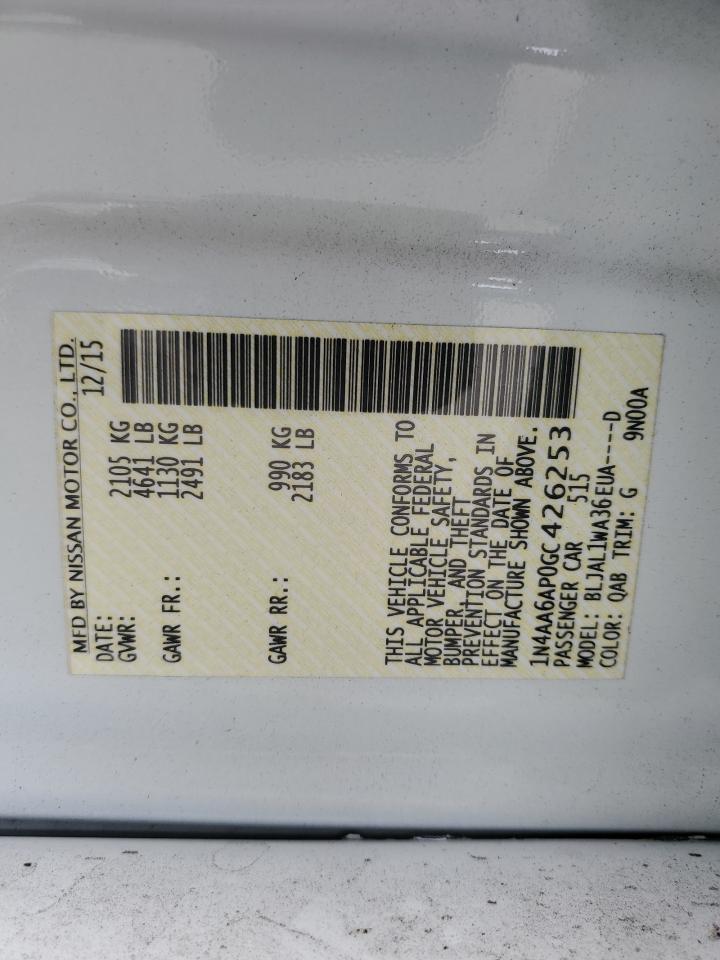 MFD BY NISSAN MOTOR CO., LTD.
DATE: 12/15
GVWR: 2105 KG
4641 LB
GAWR FR.: 1130 KG
2491 LB
GAWR RR.: 990 KG
2183 LB
THIS VEHICLE CONFORMS TO
ALL APPLICABLE FEDERAL
MOTOR VEHICLE SAFETY,
BUMPER, AND THEFT
PREVENTION STANDARDS IN
EFFECT ON THE DATE OF
MANUFACTURE SHOWN ABOVE.
1N4AA6AP0GC426253
PASSENGER CAR 515
MODEL: BLJAL1WA36EUA----D
COLOR: QAB TRIM: G 9N00A